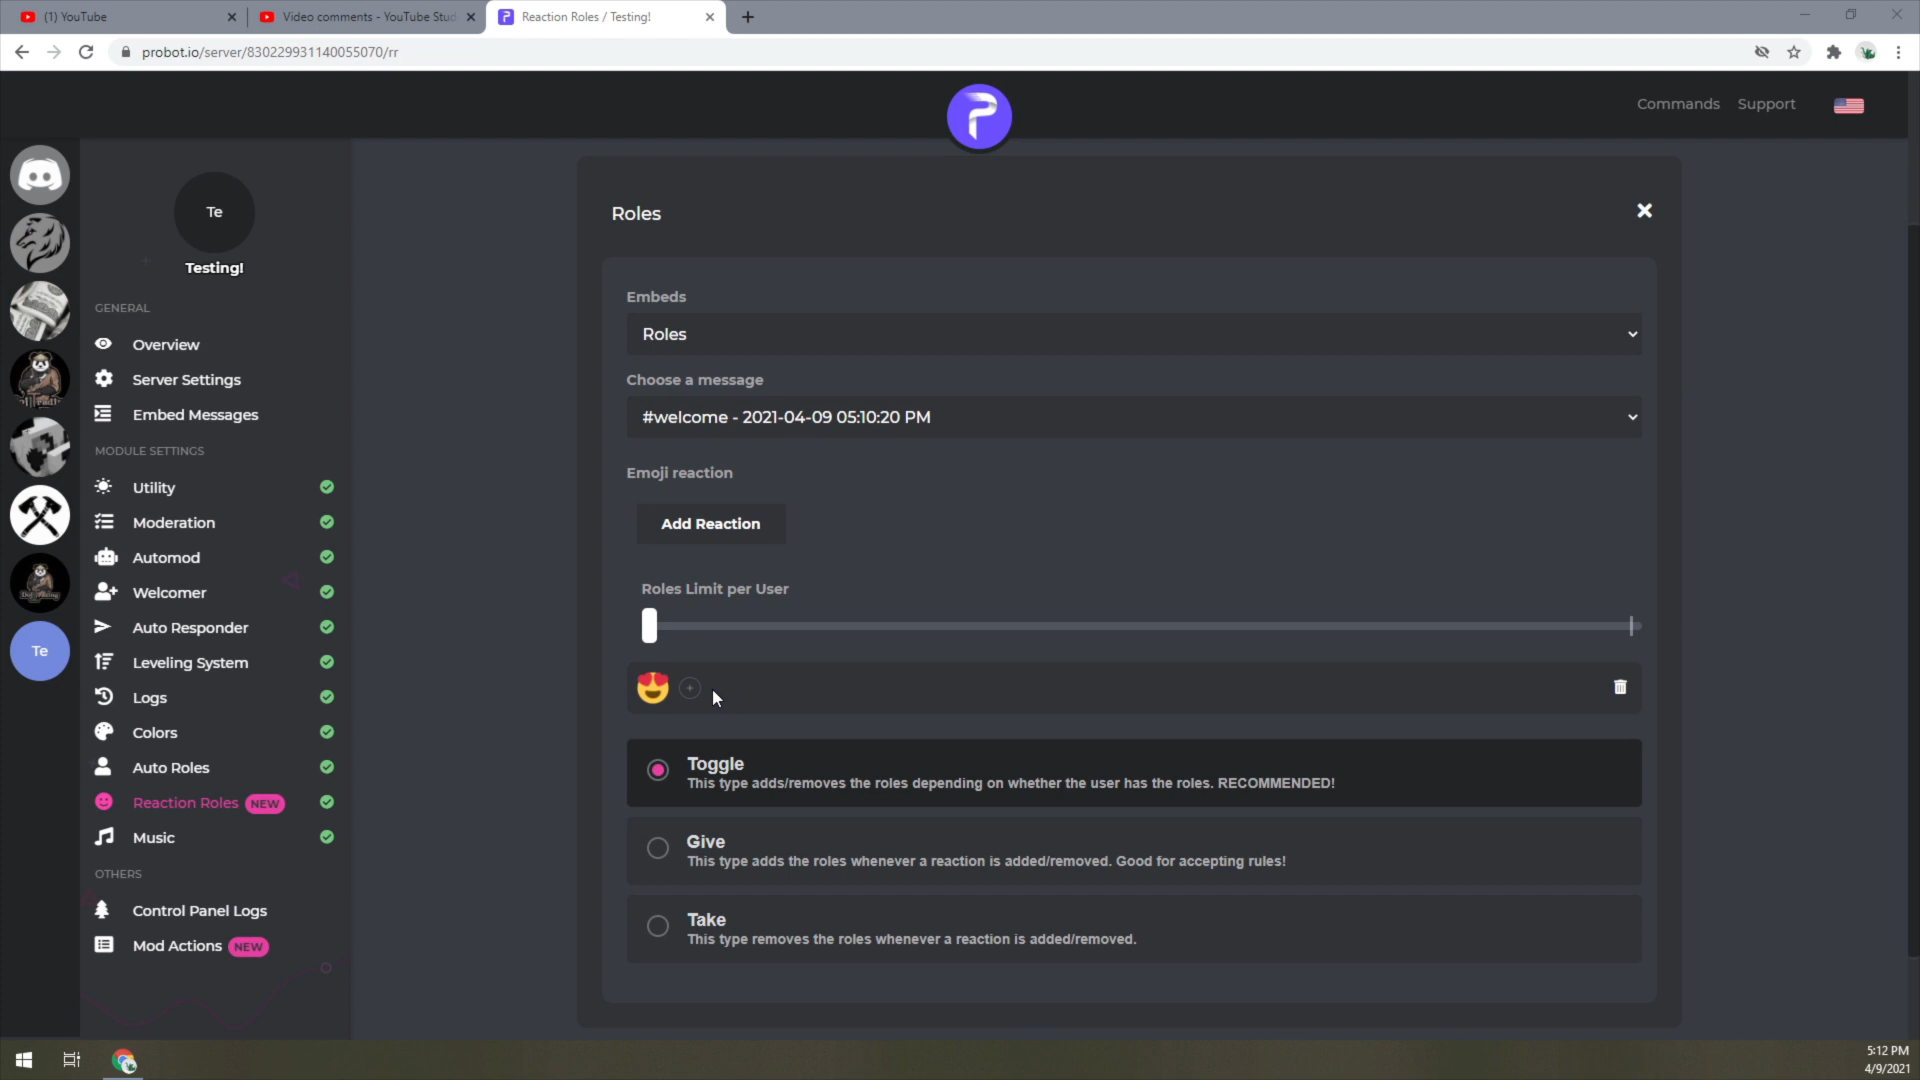 (1) YouTube
Video comments - YouTube Stud
Reaction Roles / Testing!
probot.io/server/830229931140055070/rr
Commands
Support
Te
Testing!
GENERAL
Overview
Server Settings
Embed Messages
MODULE SETTINGS
Utility
Moderation
Automod
Welcomer
Auto Responder
Leveling System
Logs
Colors
Auto Roles
Reaction Roles NEW
Music
OTHERS
Control Panel Logs
Mod Actions NEW
Te
Roles
Embeds
Roles
Choose a message
#welcome - 2021-04-09 05:10:20 PM
Emoji reaction
Add Reaction
Roles Limit per User
Toggle
This type adds/removes the roles depending on whether the user has the roles. RECOMMENDED!
Give
This type adds the roles whenever a reaction is added/removed. Good for accepting rules!
Take
This type removes the roles whenever a reaction is added/removed.
5:12 PM
4/9/2021